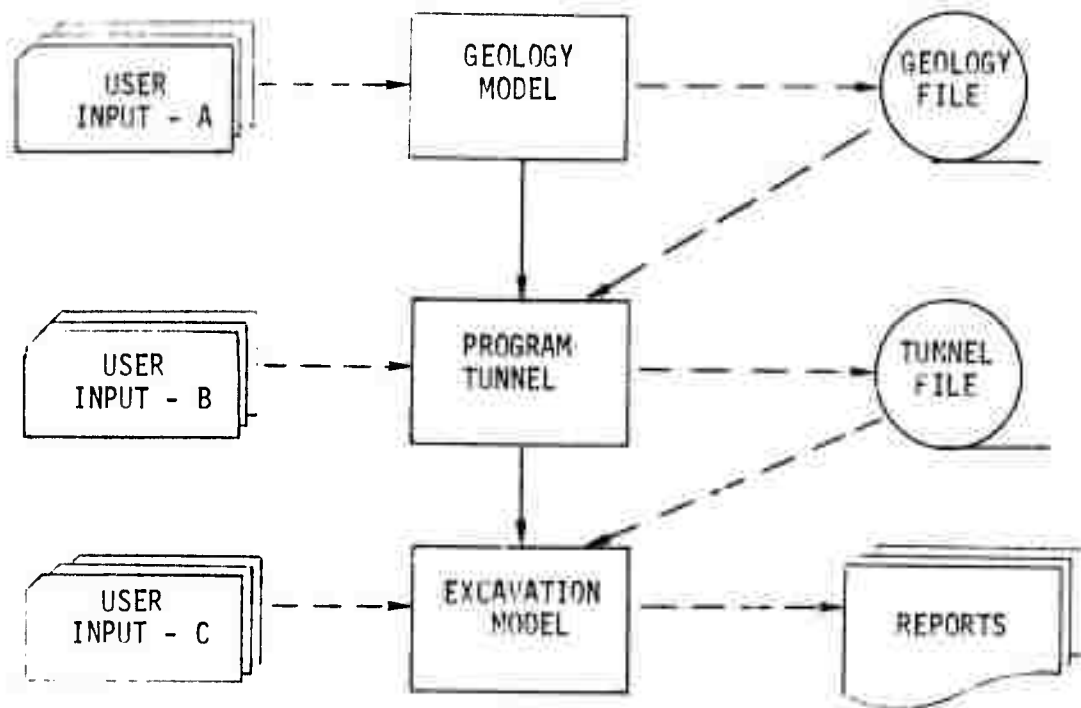 USER
INPUT - A
GEOLOGY
MODEL
GEOLOGY
FILE
USER
INPUT - B
PROGRAM
TUNNEL
TUNNEL
FILE
USER
INPUT - C
EXCAVATION
MODEL
REPORTS